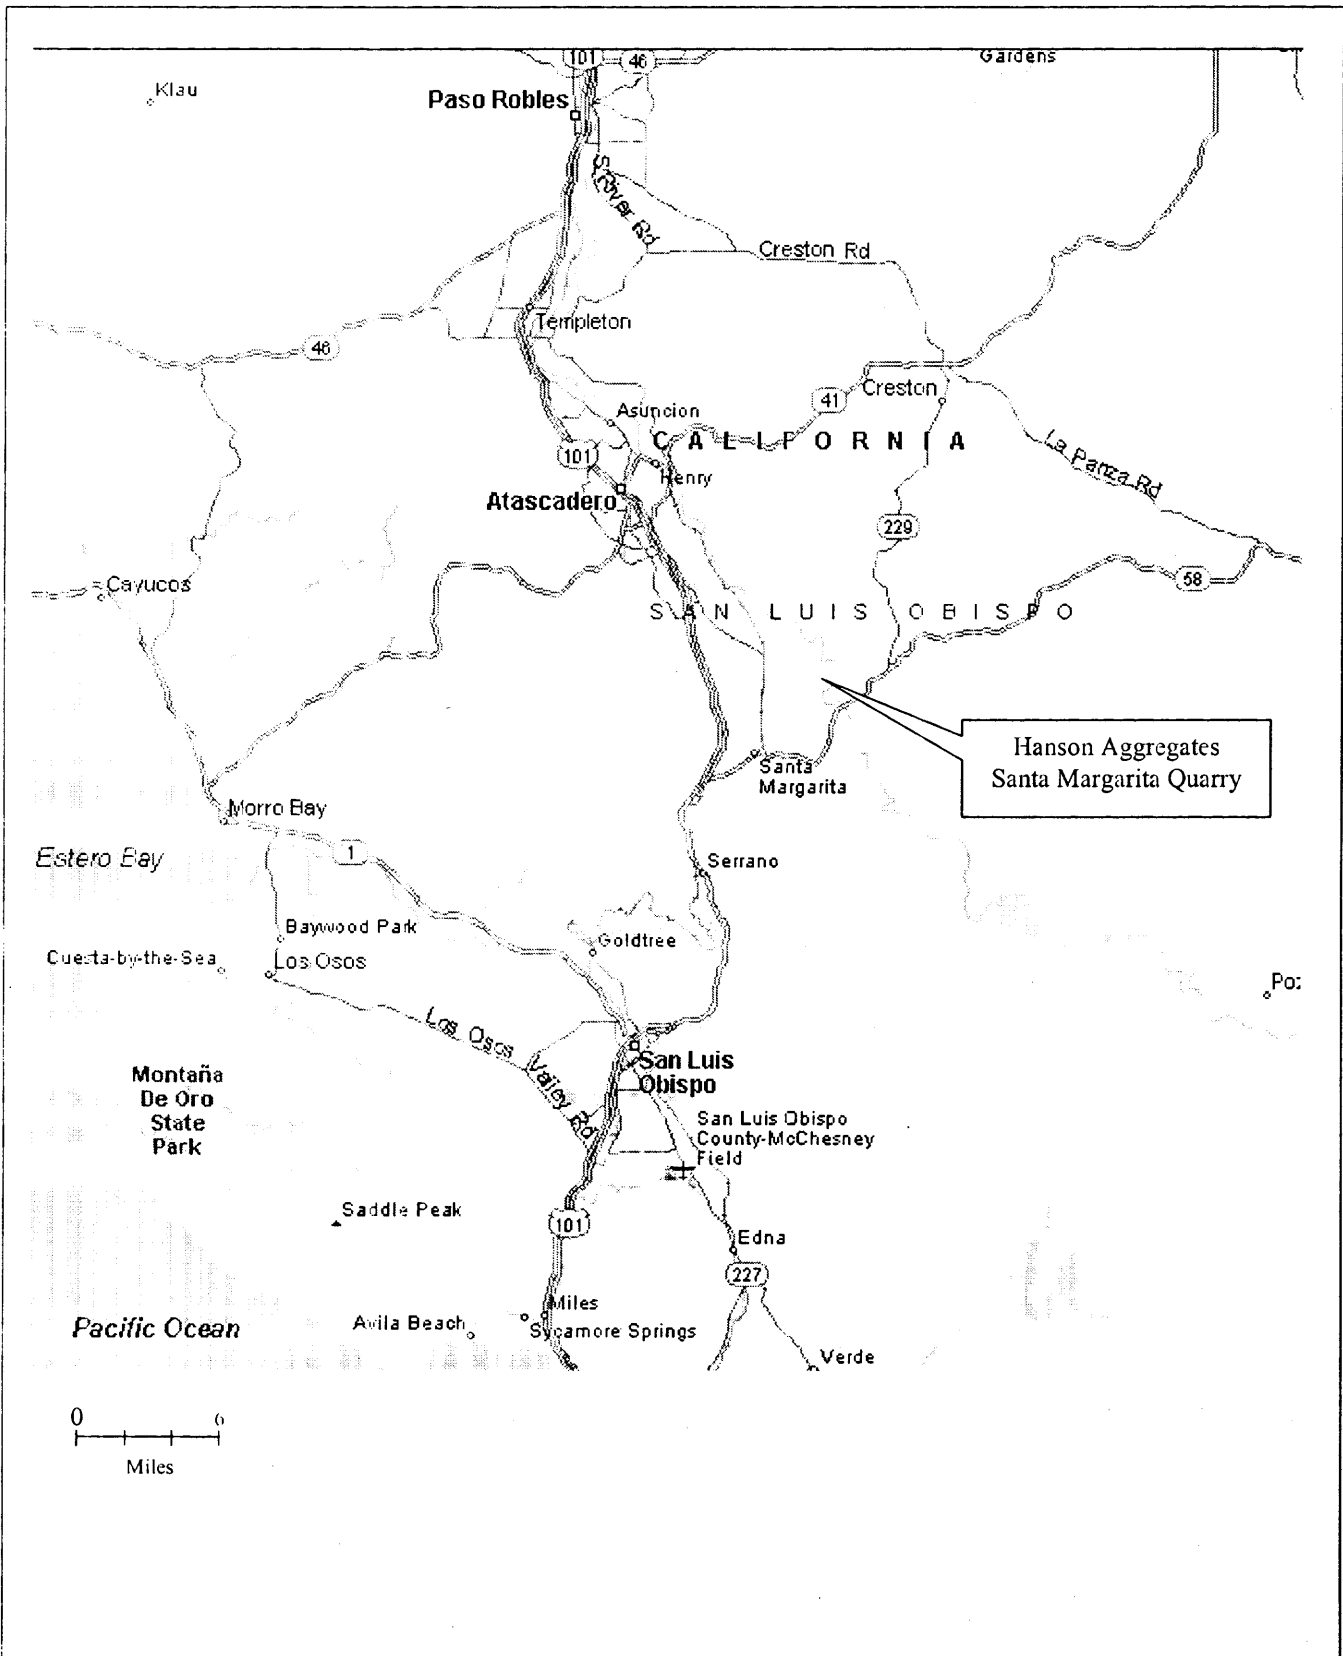 101
46
Gardens
Klau
Paso Robles
S River Rd
Creston Rd
Templeton
46
41
Creston
Asuncion
CALIFORNIA
101
Henry
La Panza Rd
Atascadero
229
58
Cayucos
SAN LUIS OBISPO
Hanson Aggregates
Santa Margarita Quarry
Santa
Margarita
Morro Bay
1
Estero Bay
Serrano
Baywood Park
Goldtree
Cuesta-by-the-Sea
Los Osos
Los Osos Valley Rd
San Luis
Obispo
Montaña
De Oro
State
Park
San Luis Obispo
County-McChesney
Field
Saddle Peak
101
Edna
227
Miles
Pacific Ocean
Avila Beach
Sycamore Springs
Verde
0 6
Miles